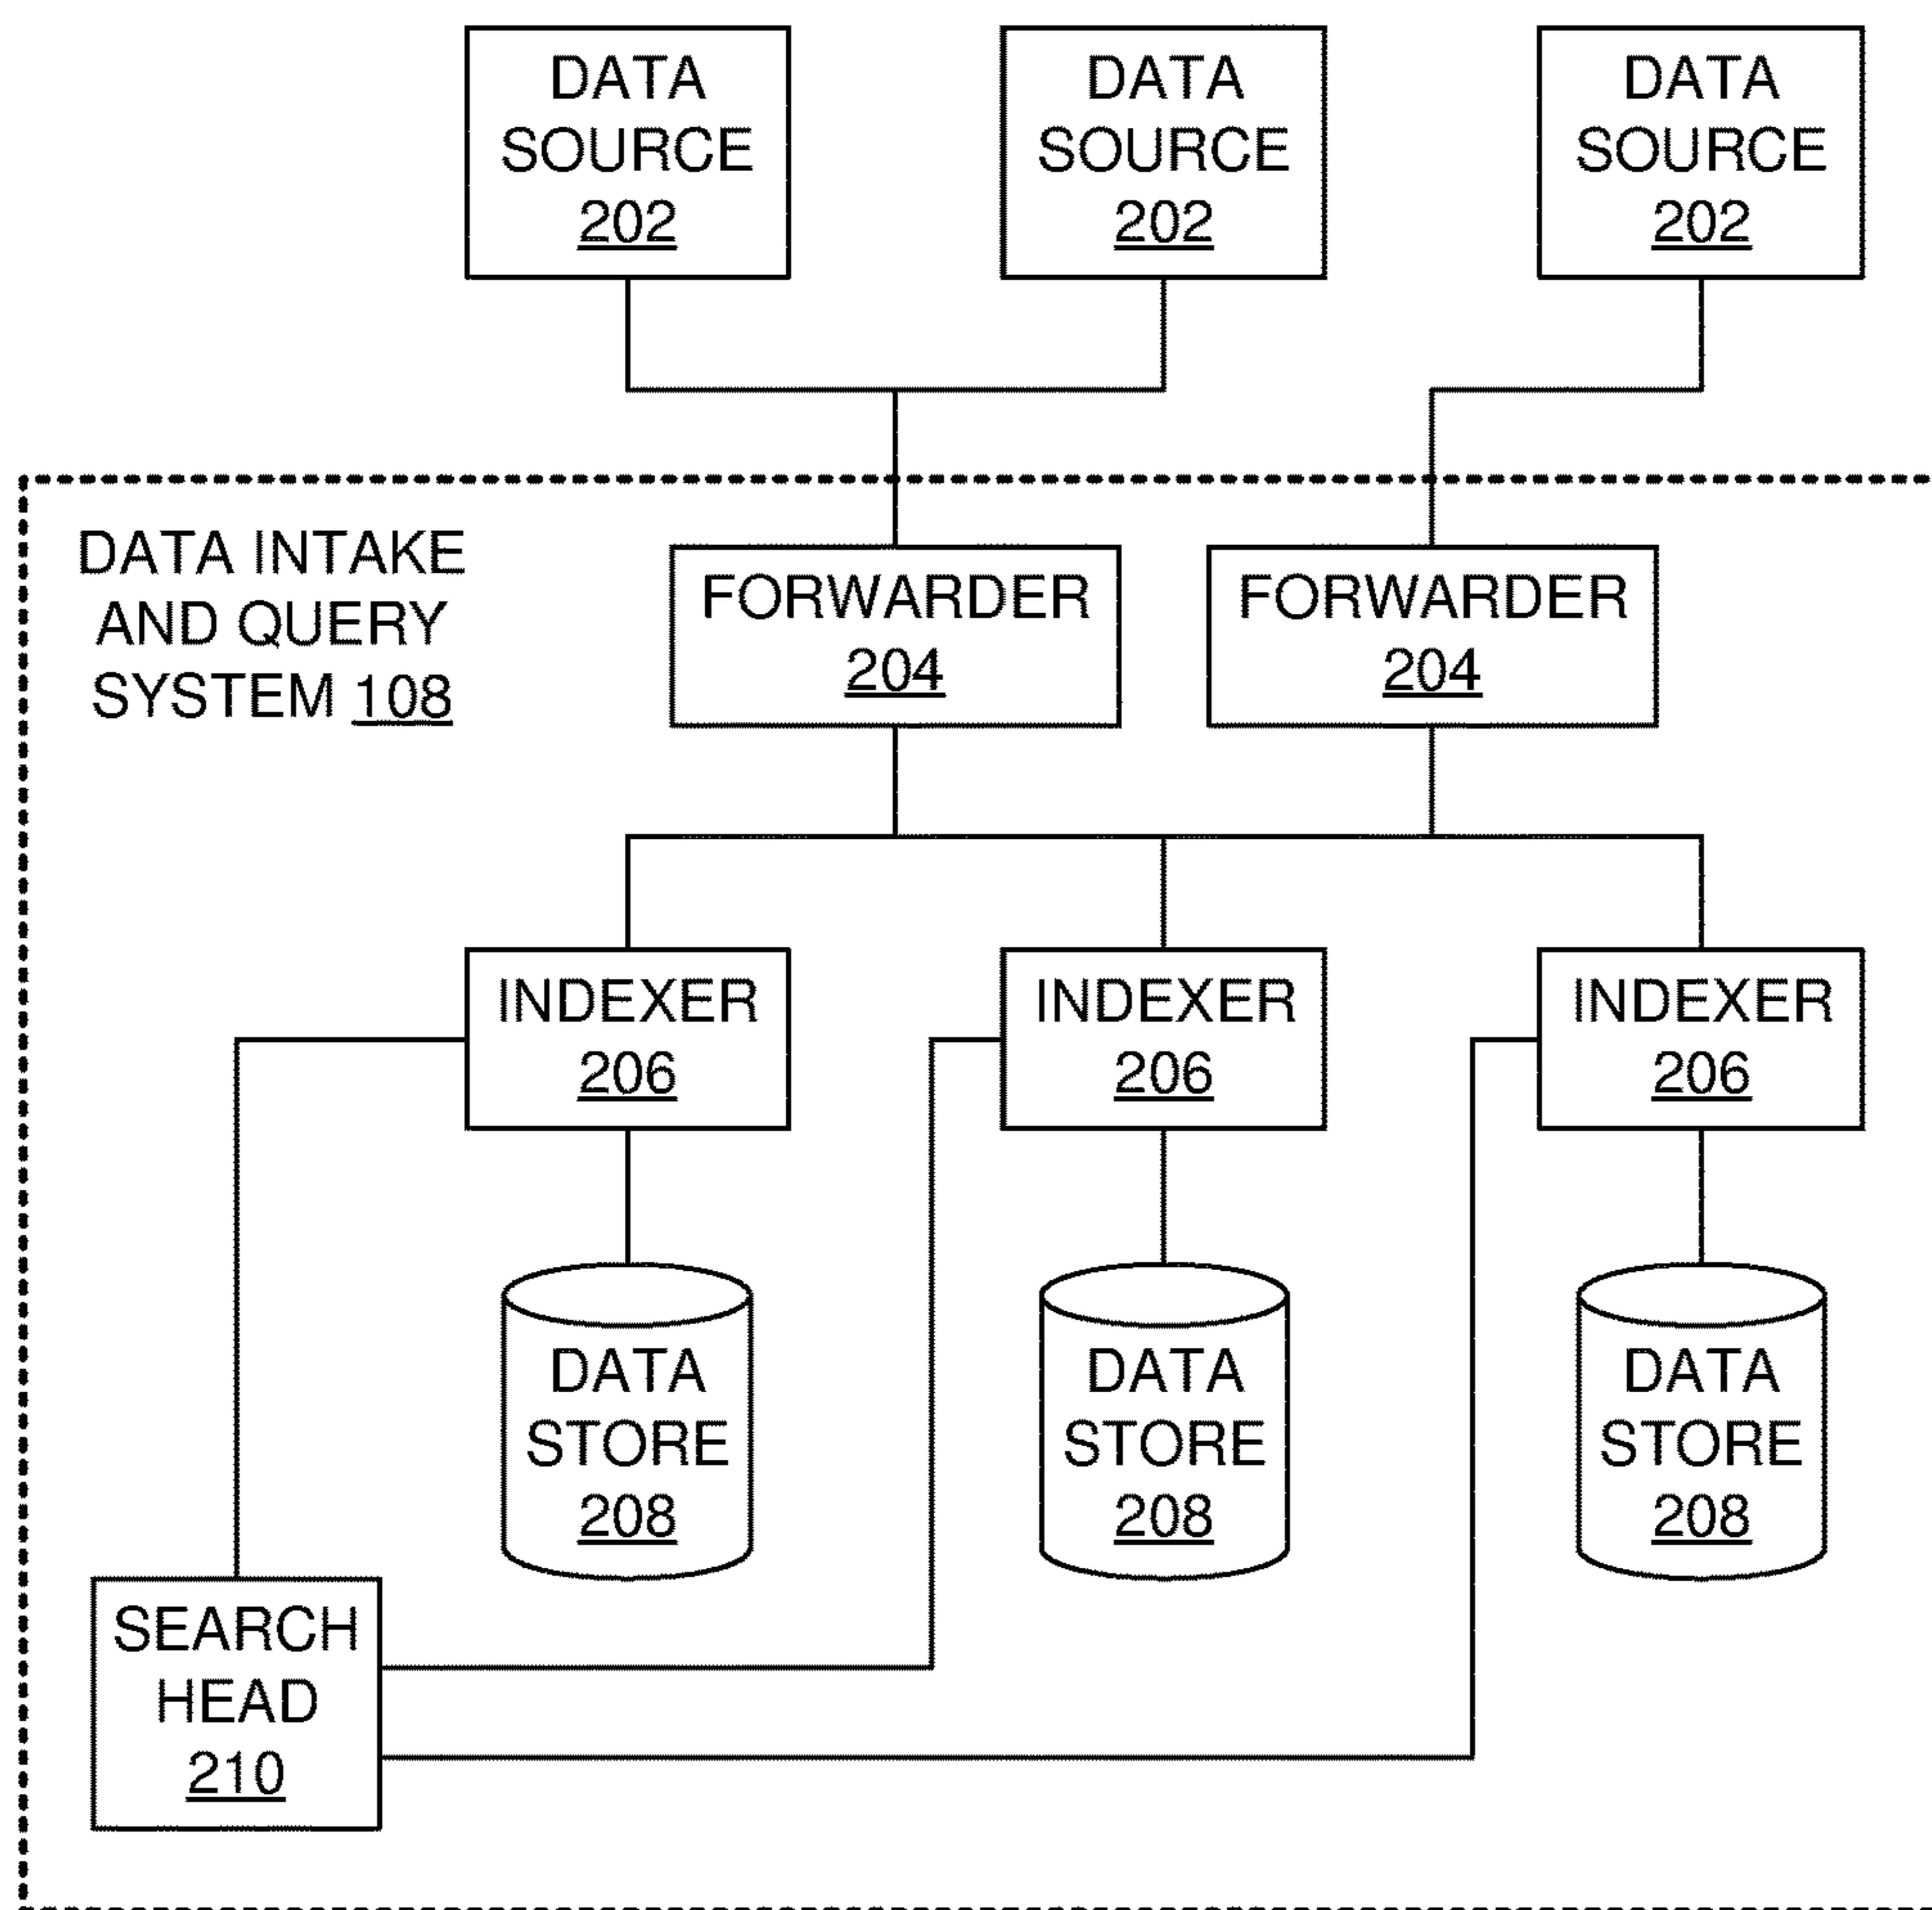 DATA
SOURCE
202
DATA
SOURCE
202
DATA
SOURCE
202
DATA INTAKE
AND QUERY
SYSTEM 108
FORWARDER
204
FORWARDER
204
INDEXER
206
INDEXER
206
INDEXER
206
DATA
STORE
208
DATA
STORE
208
DATA
STORE
208
SEARCH
HEAD
210